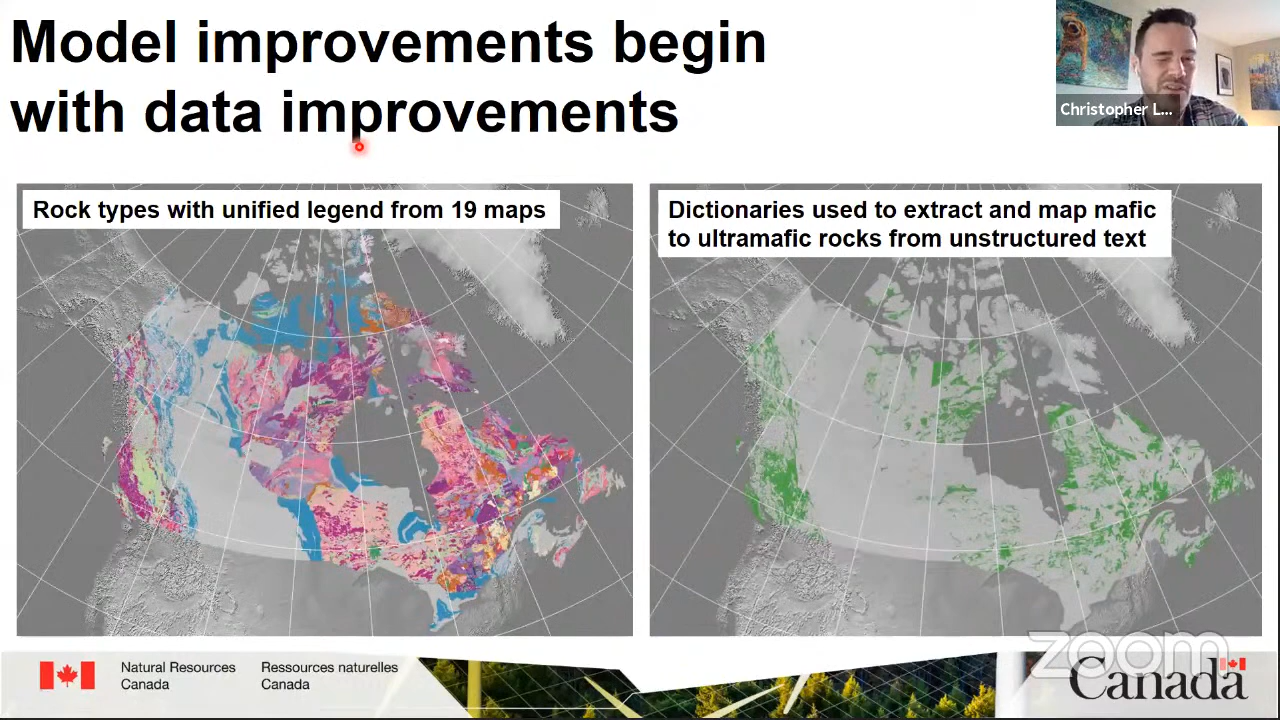 Model improvements begin
with data improvements
Christopher L...
Rock types with unified legend from 19 maps
Dictionaries used to extract and map mafic
to ultramafic rocks from unstructured text
Natural Resources
Canada
Ressources naturelles
Canada
zoom
Canada